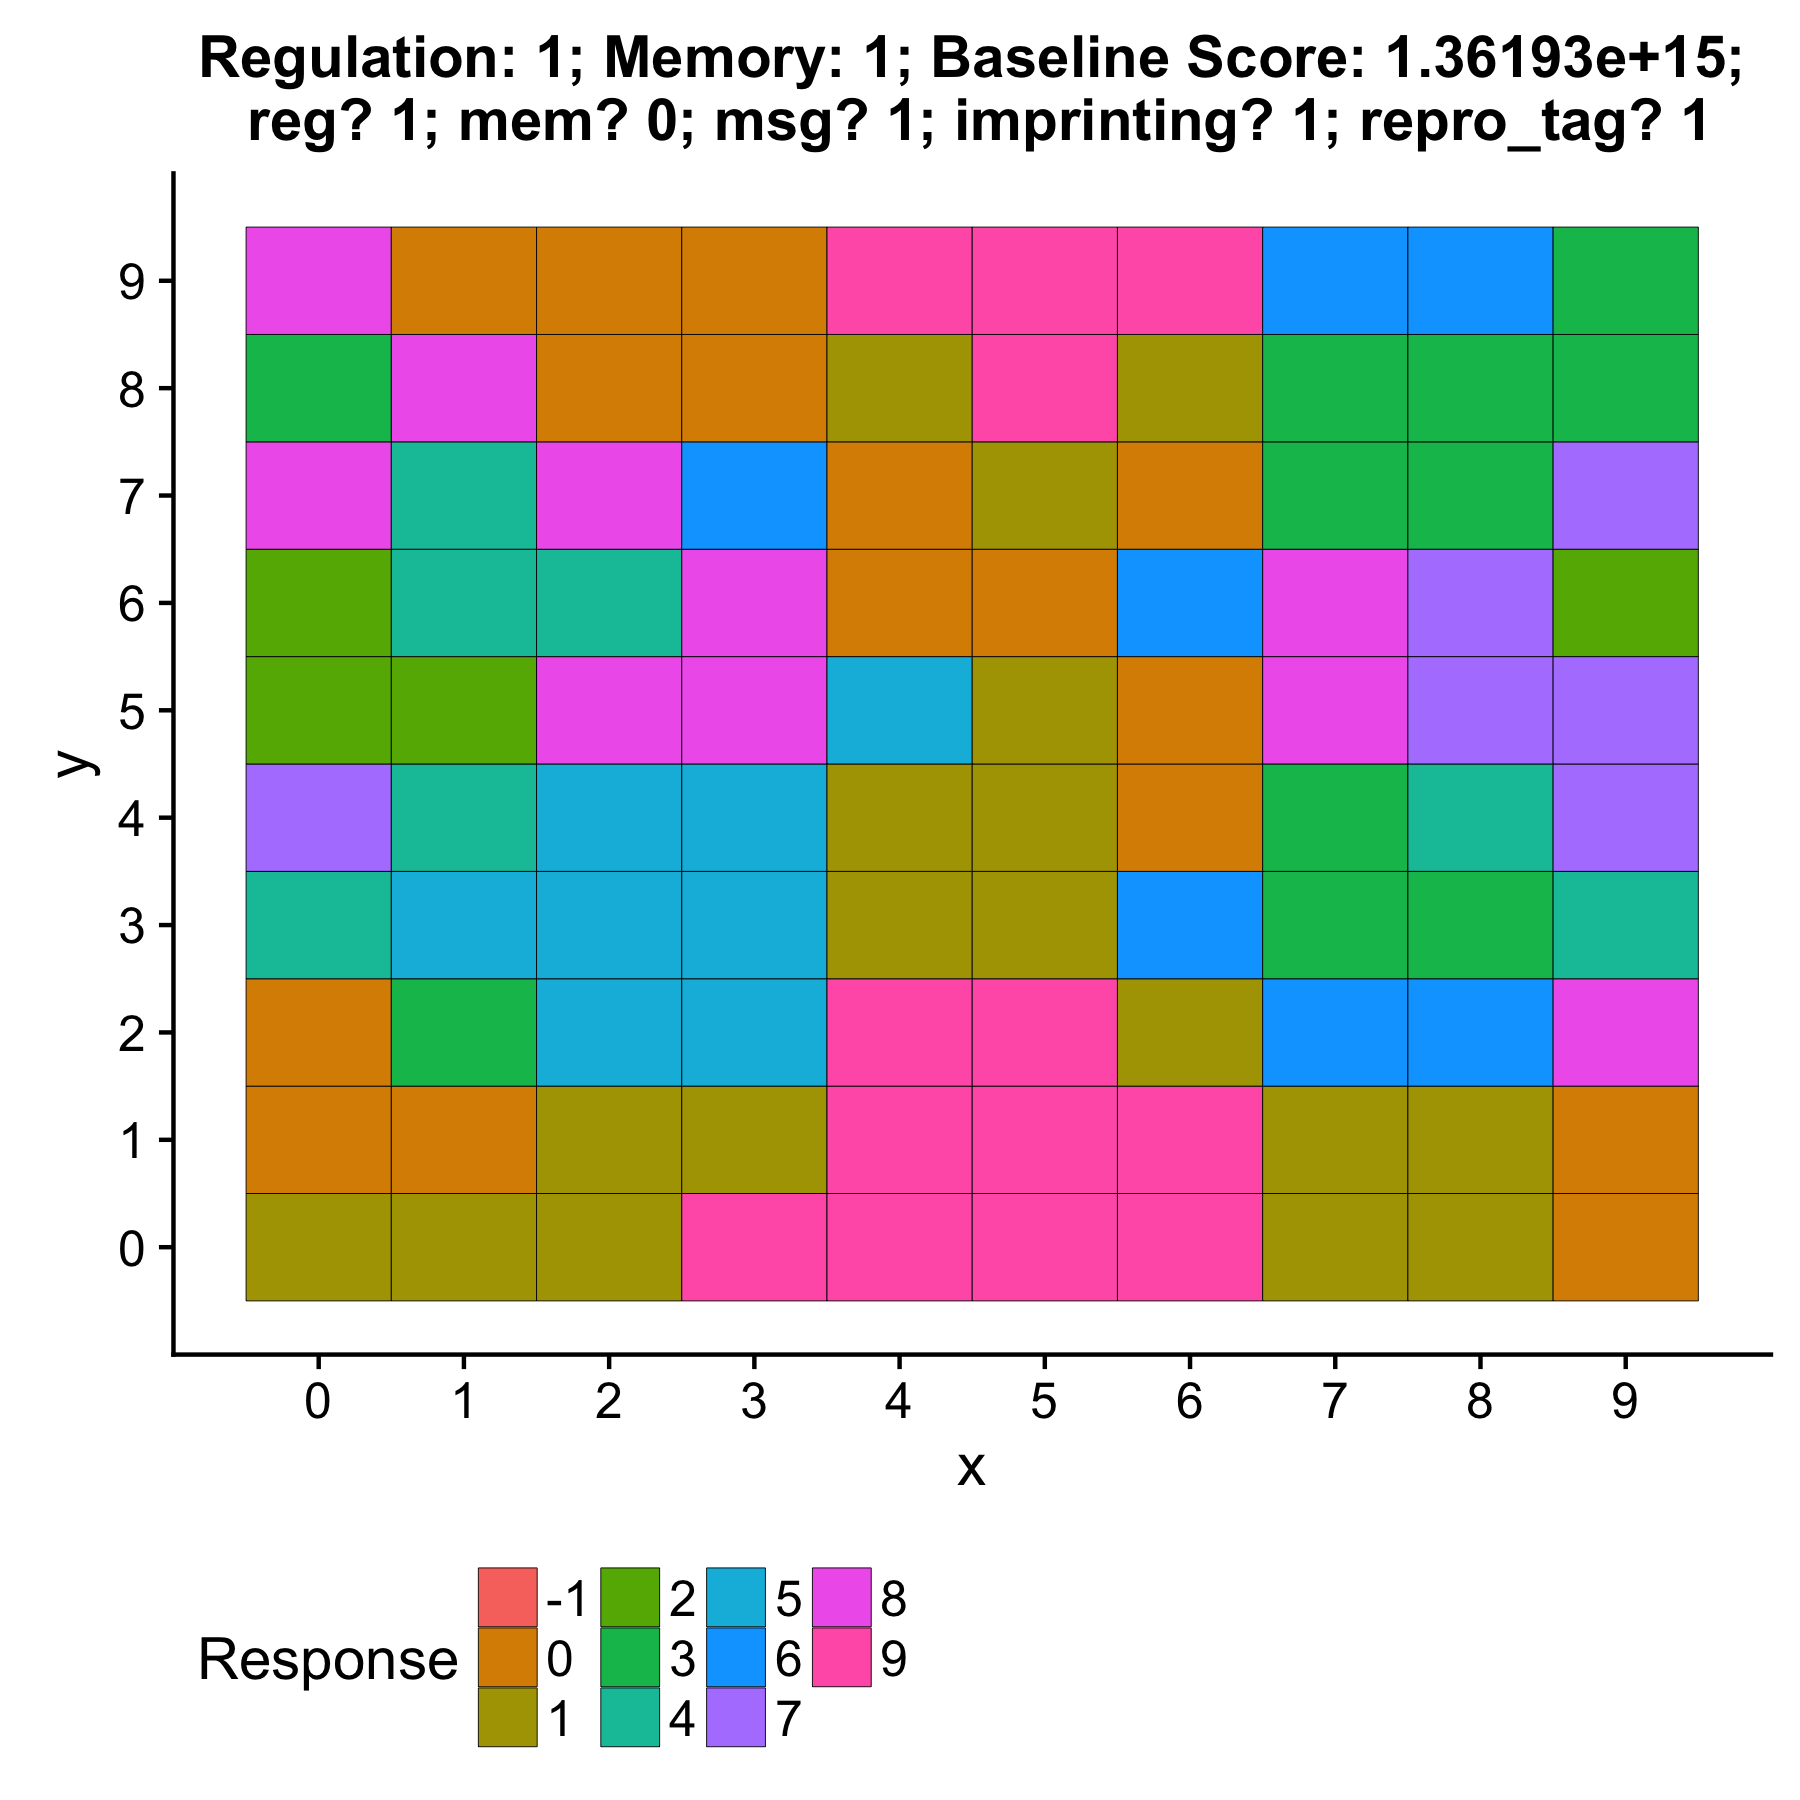 Regulation: 1; Memory: 1; Baseline Score: 1.36193e+15;
reg? 1; mem? 0; msg? 1; imprinting? 1; repro_tag? 1
9
8
7
6
5
4
3
2
1
0
y
0 1 2 3 4 5 6 7 8 9
x
-1 2 5 8
Response 0 3 6 9
1 4 7